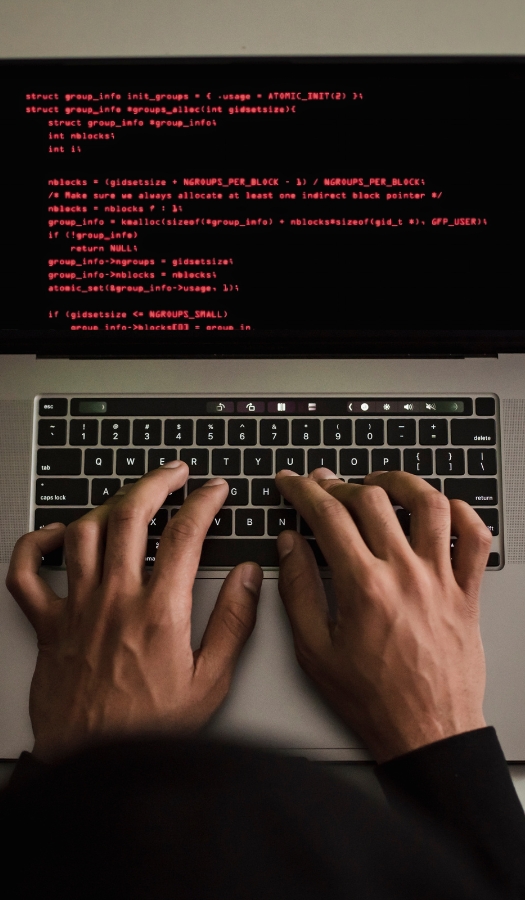 struct group_info init_groups = { .usage = ATOMIC_INIT(2) };
struct group_info *groups_alloc(int gidsetsize){
struct group_info *group_info;
int nblocks;
int i;
nblocks = (gidsetsize + NGROUPS_PER_BLOCK - 1) / NGROUPS_PER_BLOCK;
/* Make sure we always allocate at least one indirect block pointer */
nblocks = nblocks ? : 1;
group_info = kmalloc(sizeof(*group_info) + nblocks*sizeof(gid_t *), GFP_USER);
if (!group_info)
return NULL;
group_info->ngroups = gidsetsize;
group_info->nblocks = nblocks;
atomic_set(&group_info->usage, 1);
if (gidsetsize <= NGROUPS_SMALL)
group_info->blocks[0] = group_in
esc
~ ! @ # $ % ^ & * ( ) _ +
` 1 2 3 4 5 6 7 8 9 0 - = delete
tab Q W E R T Y U I O P { } |
[ ] \
caps lock A G H return
X V B N